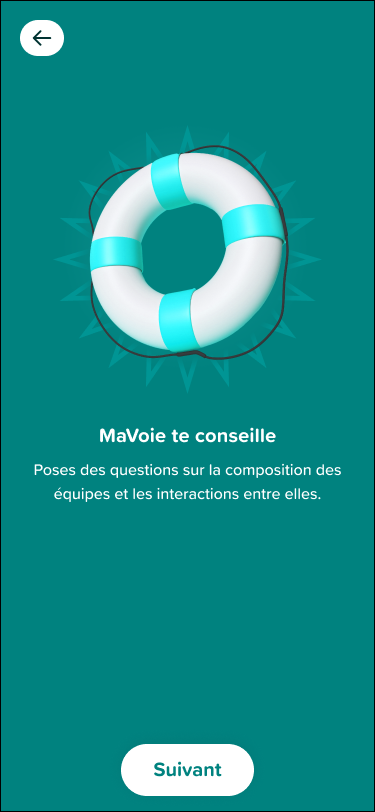 MaVoie te conseille
Poses des questions sur la composition des
équipes et les interactions entre elles.
Suivant